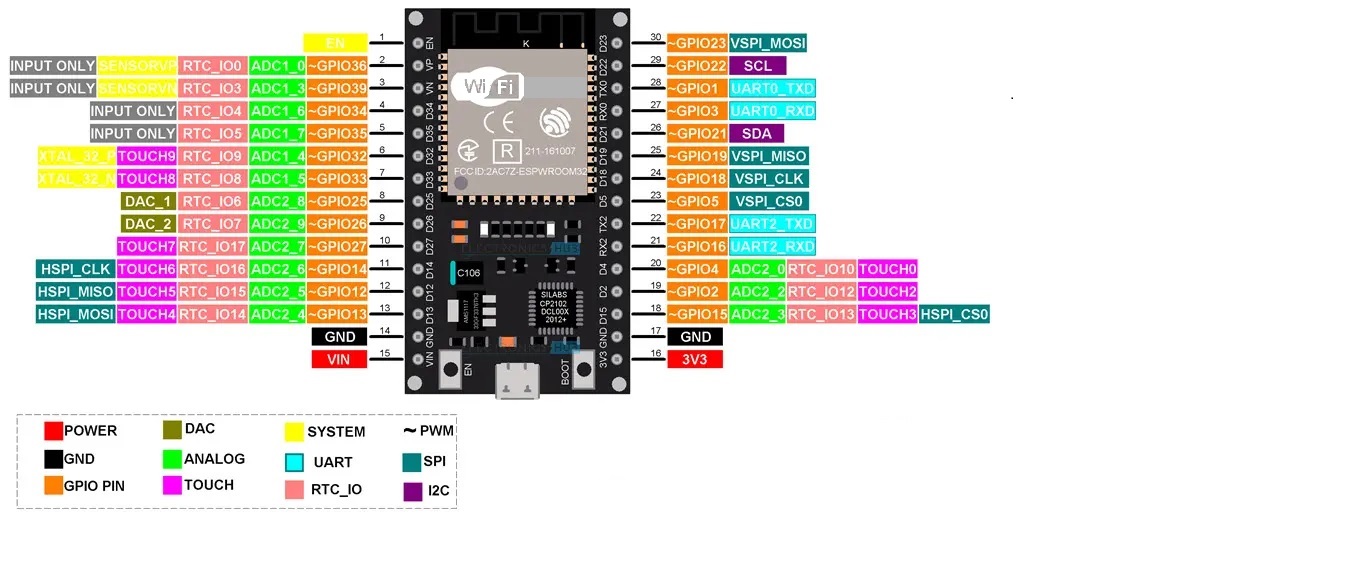 EN 1 EN K D23 30 ~GPIO23 VSPI_MOSI
INPUT ONLY SENSORVP RTC_IO0 ADC1_0 ~GPIO36 2 VP D22 29 ~GPIO22 SCL
INPUT ONLY SENSORVN RTC_IO3 ADC1_3 ~GPIO39 3 VN Wi Fi TX0 28 ~GPIO1 UART0_TXD
INPUT ONLY RTC_IO4 ADC1_6 ~GPIO34 4 D34 CE RX0 27 ~GPIO3 UART0_RXD
INPUT ONLY RTC_IO5 ADC1_7 ~GPIO35 5 D35 D21 26 ~GPIO21 SDA
XTAL_32_P TOUCH9 RTC_IO9 ADC1_4 ~GPIO32 6 D32 R 211-161007 D19 25 ~GPIO19 VSPI_MISO
XTAL_32_N TOUCH8 RTC_IO8 ADC1_5 ~GPIO33 7 D33 FCC ID:2AC7Z-ESPWROOM32 D18 24 ~GPIO18 VSPI_CLK
DAC_1 RTC_IO6 ADC2_8 ~GPIO25 8 D25 D5 23 ~GPIO5 VSPI_CS0
DAC_2 RTC_IO7 ADC2_9 ~GPIO26 9 D26 TX2 22 ~GPIO17 UART2_TXD
TOUCH7 RTC_IO17 ADC2_7 ~GPIO27 10 D27 ELECTRONICS HUB RX2 21 ~GPIO16 UART2_RXD
HSPI_CLK TOUCH6 RTC_IO16 ADC2_6 ~GPIO14 11 D14 C106 D4 20 ~GPIO4 ADC2_0 RTC_IO10 TOUCH0
HSPI_MISO TOUCH5 RTC_IO15 ADC2_5 ~GPIO12 12 D12 SILABS CP2102 DCL00X 2012+ D2 19 ~GPIO2 ADC2_2 RTC_IO12 TOUCH2
HSPI_MOSI TOUCH4 RTC_IO14 ADC2_4 ~GPIO13 13 D13 AMS1117 D15 18 ~GPIO15 ADC2_3 RTC_IO13 TOUCH3 HSPI_CS0
GND 14 GND GND 17 GND
VIN 15 VIN EN BOOT 3V3 16 3V3
POWER DAC SYSTEM ~ PWM
GND ANALOG UART SPI
GPIO PIN TOUCH RTC_IO I2C